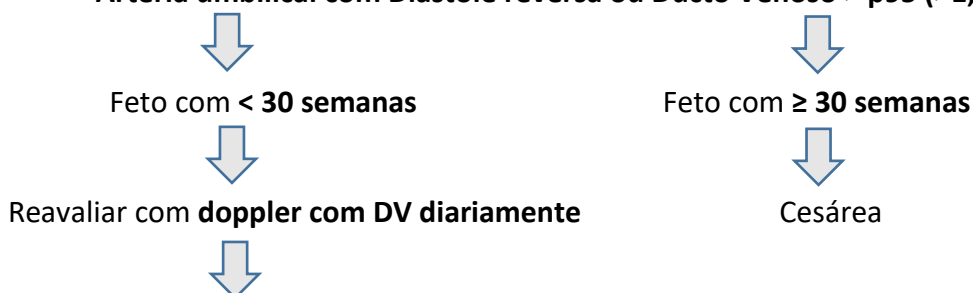 Artéria umbilical com Diástole reversa ou Ducto Venoso > p95
Feto com < 30 semanas Feto com ≥ 30 semanas
Reavaliar com doppler com DV diariamente Cesárea